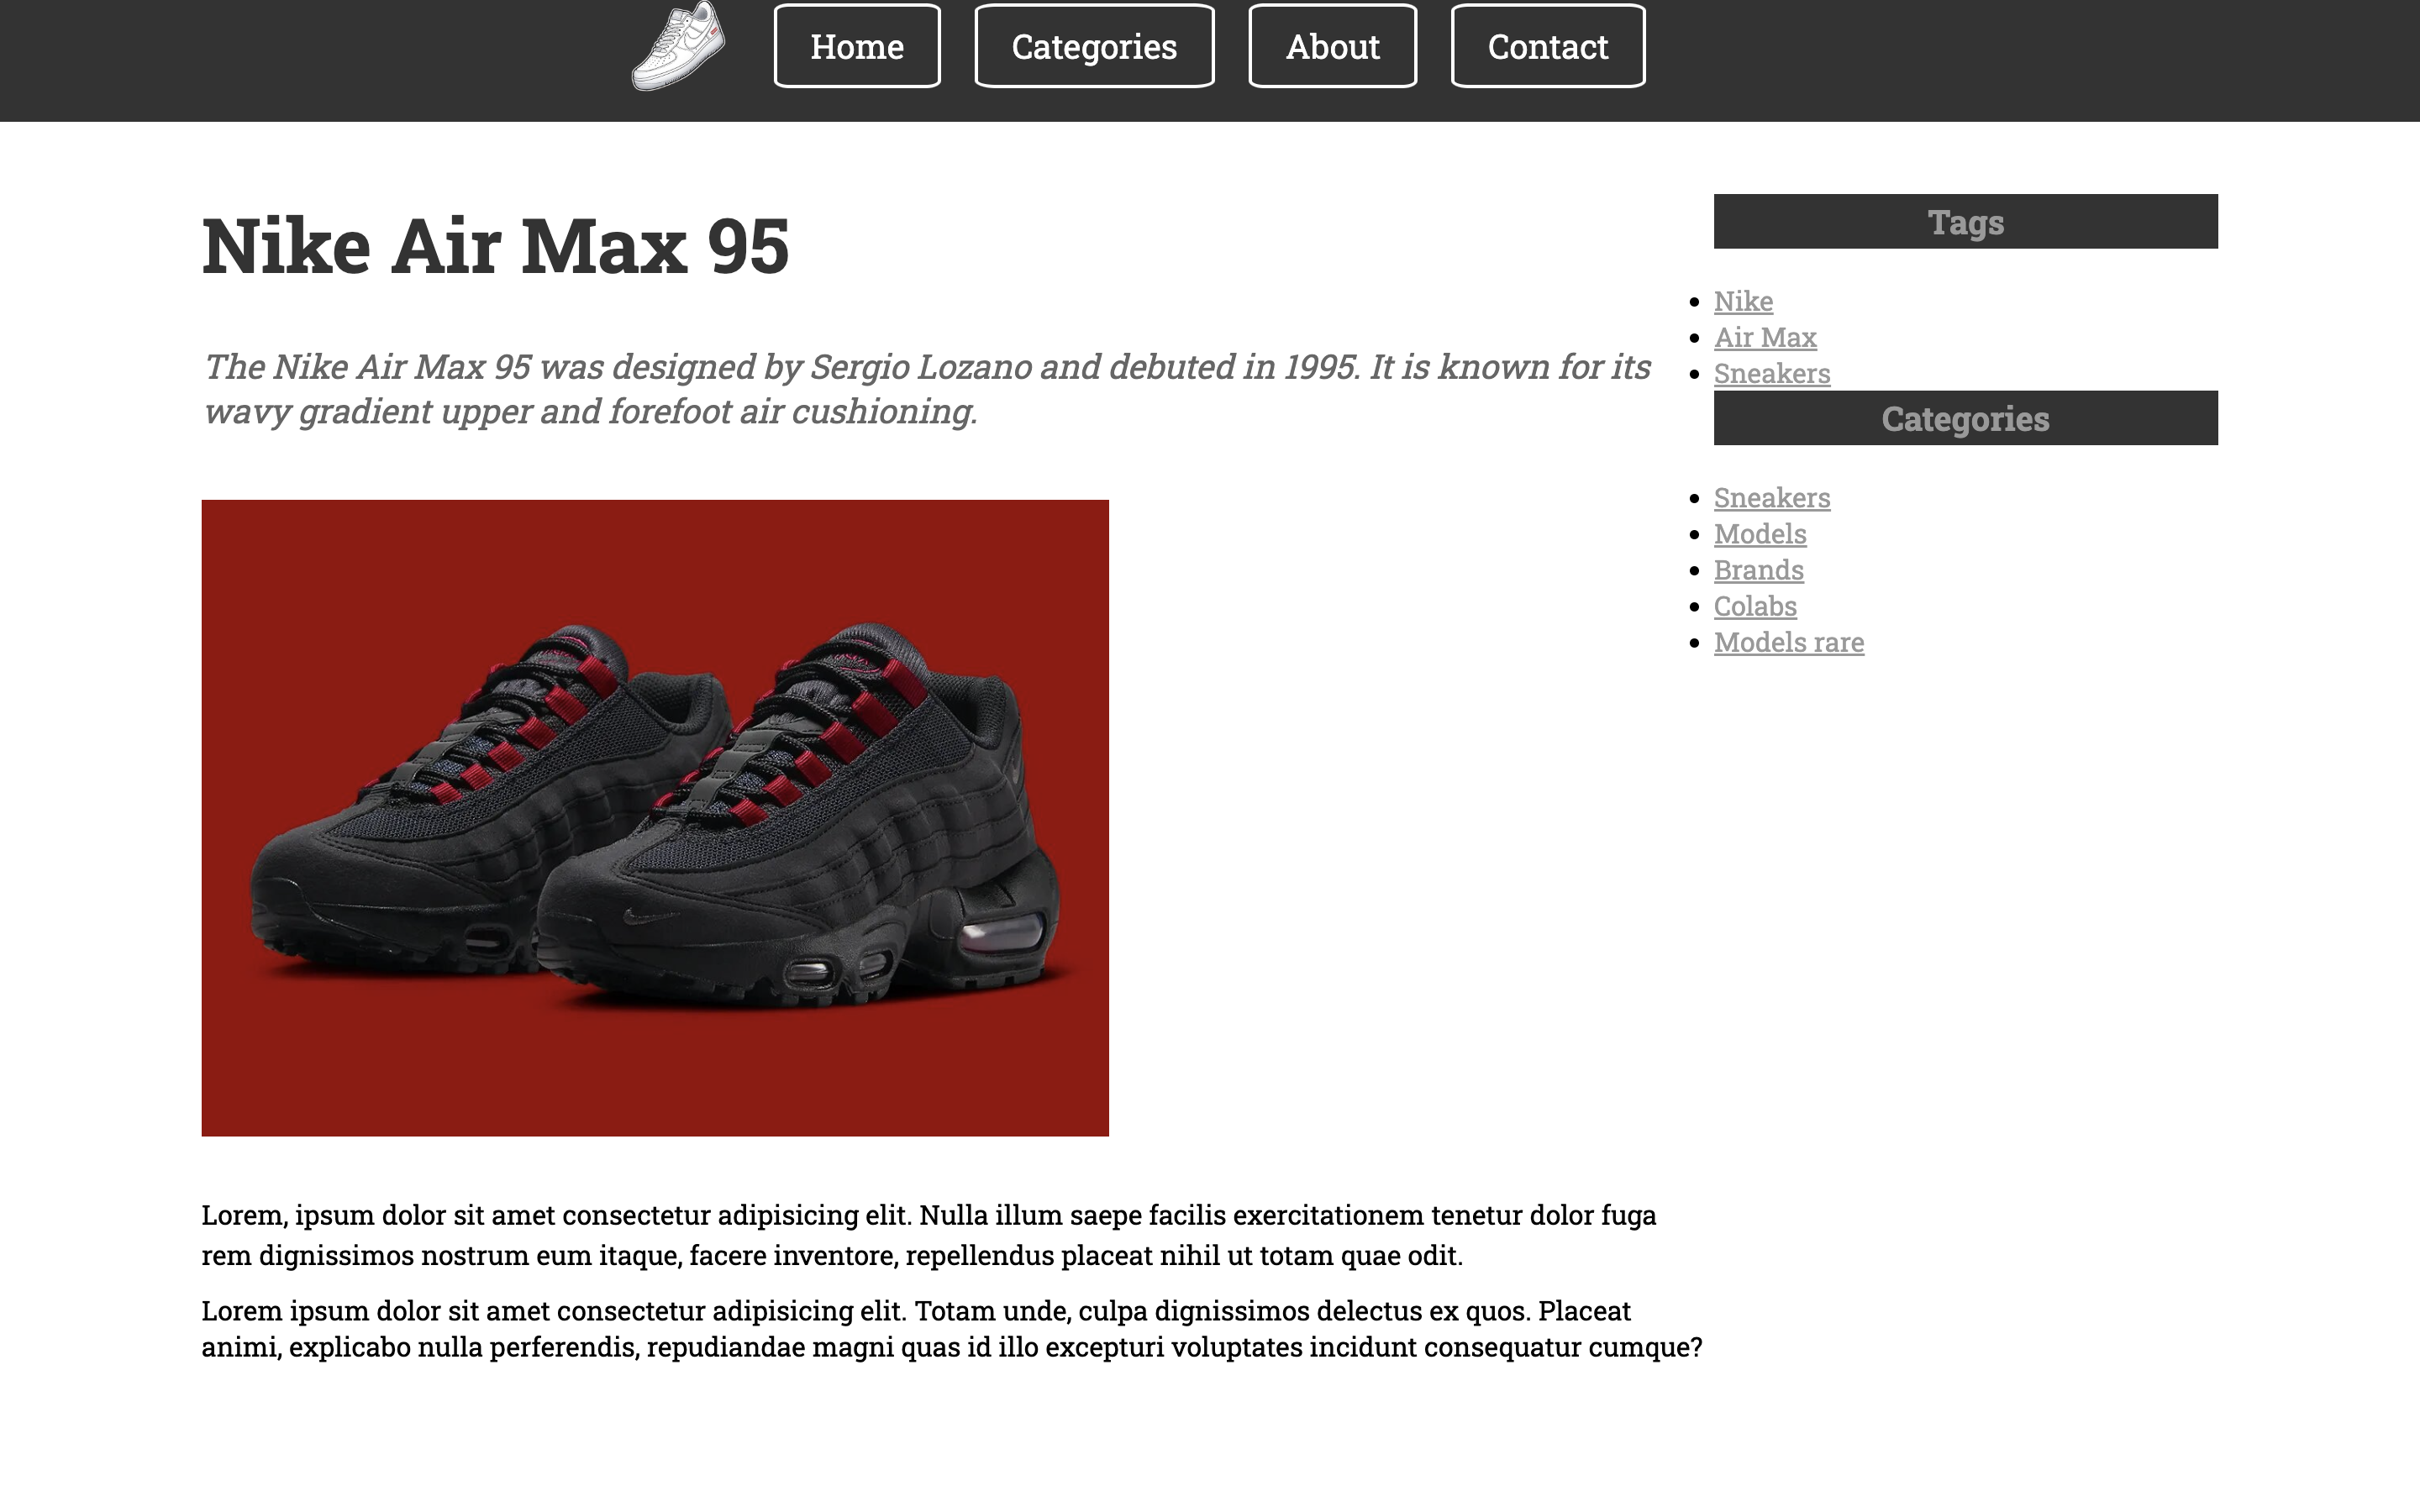 Home
Categories
About
Contact
Nike Air Max 95
The Nike Air Max 95 was designed by Sergio Lozano and debuted in 1995. It is known for its
wavy gradient upper and forefoot air cushioning.
Lorem, ipsum dolor sit amet consectetur adipisicing elit. Nulla illum saepe facilis exercitationem tenetur dolor fuga
rem dignissimos nostrum eum itaque, facere inventore, repellendus placeat nihil ut totam quae odit.
Lorem ipsum dolor sit amet consectetur adipisicing elit. Totam unde, culpa dignissimos delectus ex quos. Placeat
animi, explicabo nulla perferendis, repudiandae magni quas id illo excepturi voluptates incidunt consequatur cumque?
Tags
Nike
Air Max
Sneakers
Categories
Sneakers
Models
Brands
Colabs
Models rare